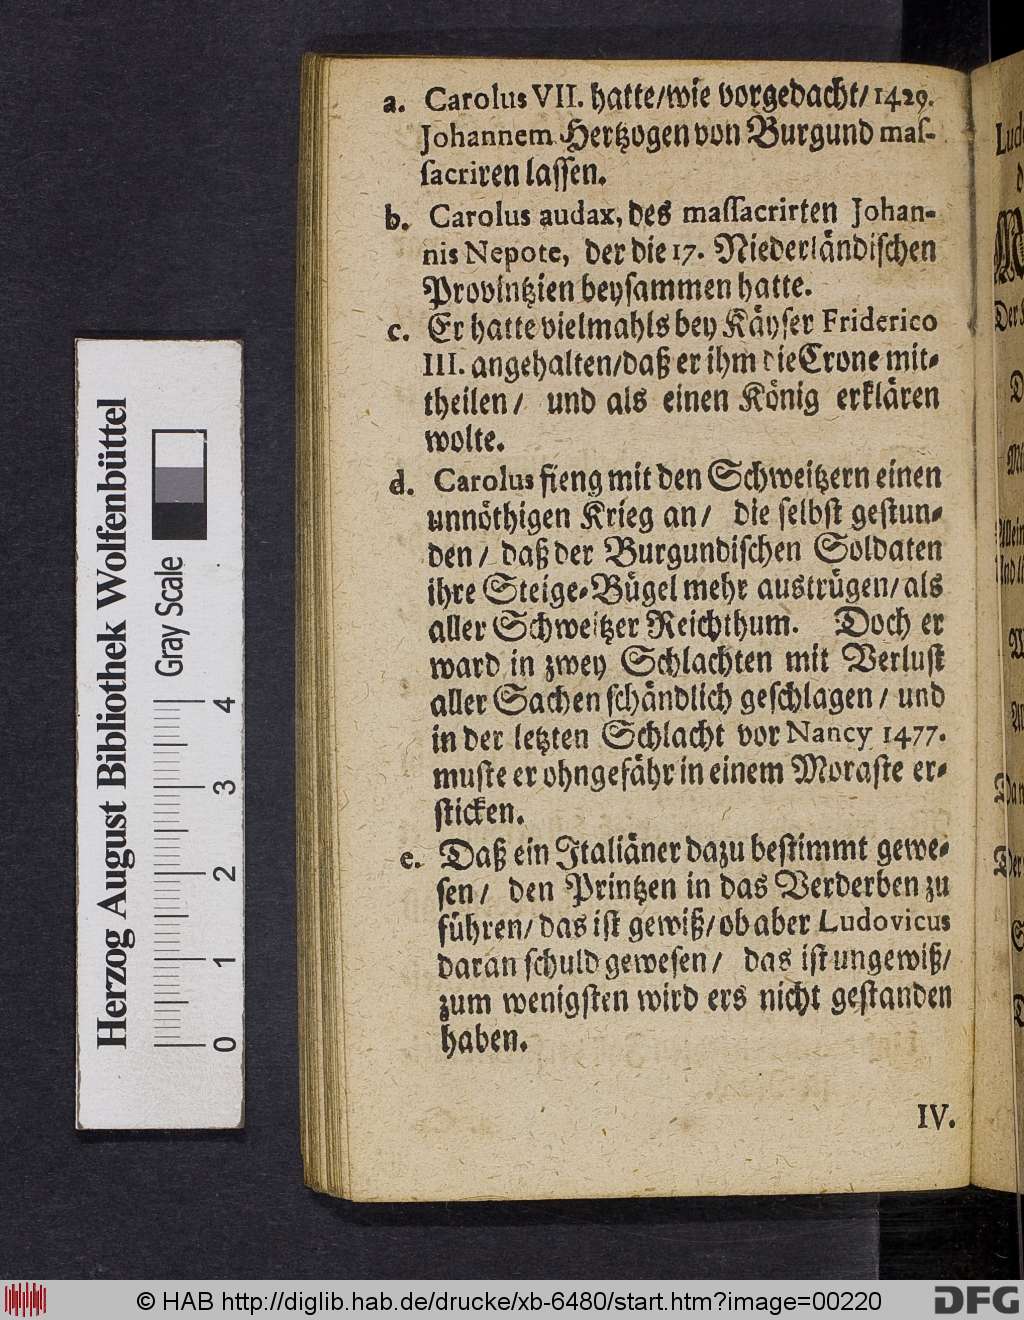 a. Carolus VII. hatte/wie vorgedacht/1429.
Johannem Hertzogen von Burgund maſ-
ſacriren laſſen.
b. Carolus audax, des maſſacrirten Johan-
nis Nepote, der die 17. Niederländiſchen
Provintzien beyſammen hatte.
c. Er hatte vielmahls bey Käyſer Friderico
III. angehalten/daß er ihm die Crone mit-
theilen/ und als einen König erklären
wolte.
d. Carolus fieng mit den Schweitzern einen
unnöthigen Krieg an/ die ſelbſt geſtun-
den/ daß der Burgundiſchen Soldaten
ihre Steige-Bügel mehr austrügen/ als
aller Schweitzer Reichthum. Doch er
ward in zwey Schlachten mit Verluſt
aller Sachen ſchändlich geſchlagen/ und
in der letzten Schlacht vor Nancy 1477.
muſte er ohngefähr in einem Moraſte er-
ſticken.
e. Daß ein Italiäner dazu beſtimmt gewe-
ſen/ den Printzen in das Verderben zu
führen/ das iſt gewiß/ ob aber Ludovicus
daran ſchuld geweſen/ das iſt ungewiß/
zum wenigſten wird ers nicht geſtanden
haben.
IV.
Herzog August Bibliothek Wolfenbüttel
Gray Scale
0 1 2 3 4
© HAB http://diglib.hab.de/drucke/xb-6480/start.htm?image=00220
DFG